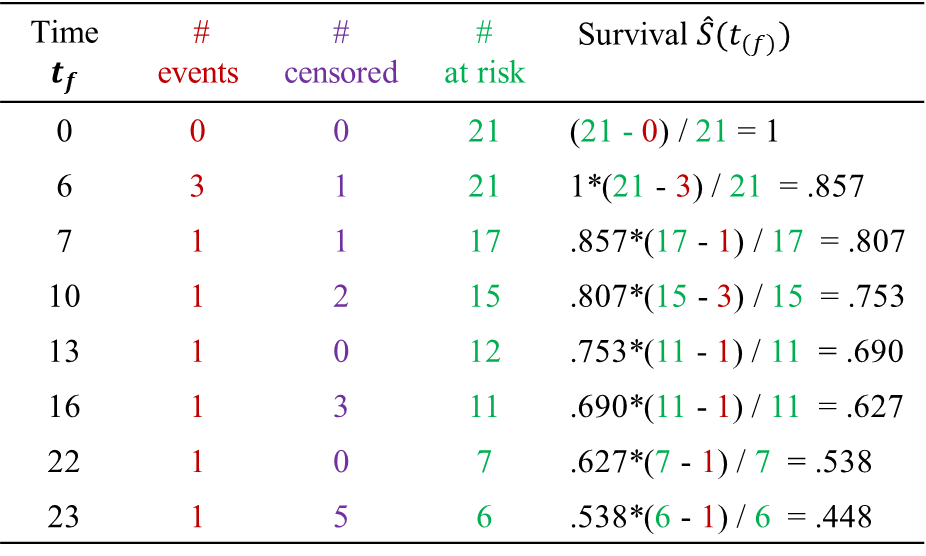 Time # # # Survival Ŝ(t(f))
tf events censored at risk
0 0 0 21 (21 - 0) / 21 = 1
6 3 1 21 1*(21 - 3) / 21 = .857
7 1 1 17 .857*(17 - 1) / 17 = .807
10 1 2 15 .807*(15 - 3) / 15 = .753
13 1 0 12 .753*(11 - 1) / 11 = .690
16 1 3 11 .690*(11 - 1) / 11 = .627
22 1 0 7 .627*(7 - 1) / 7 = .538
23 1 5 6 .538*(6 - 1) / 6 = .448